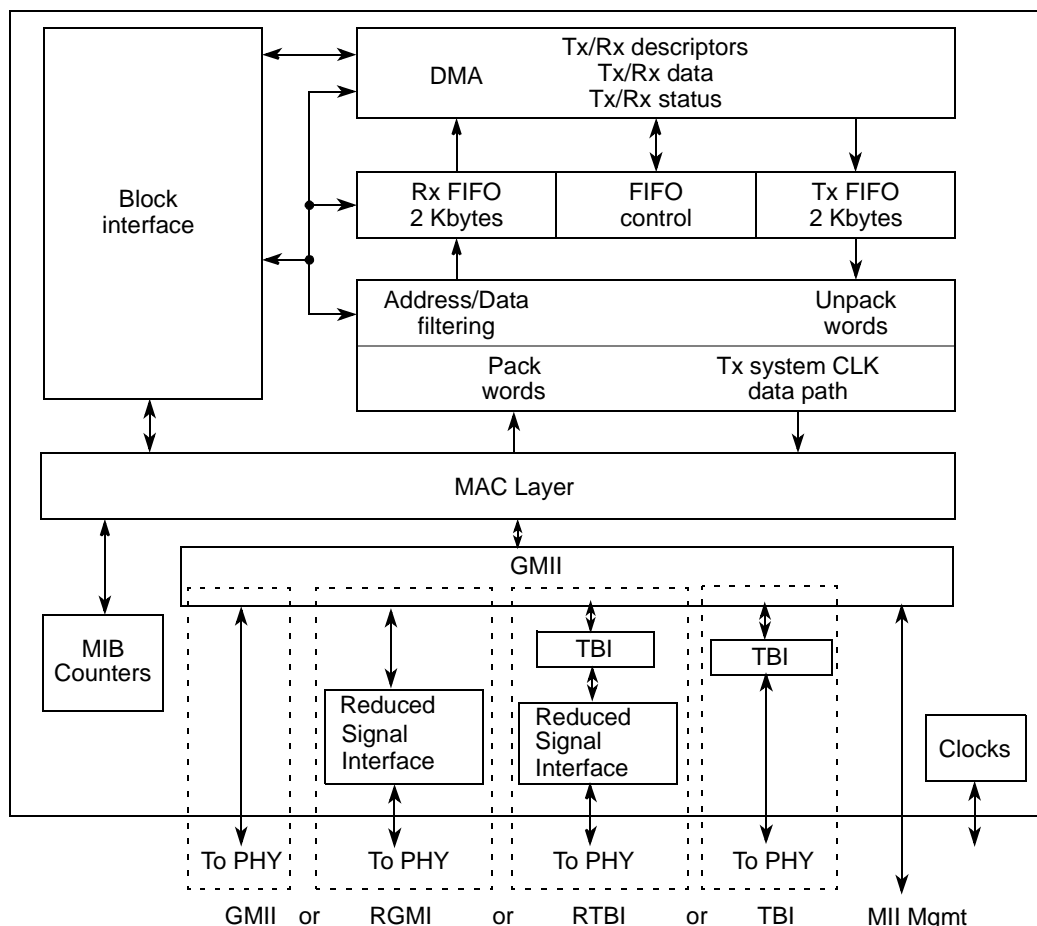 Tx/Rx descriptors
DMA
Tx/Rx data
Tx/Rx status
Block
interface
Rx FIFO
2 Kbytes
FIFO
control
Tx FIFO
2 Kbytes
Address/Data
filtering
Unpack
words
Pack
words
Tx system CLK
data path
MAC Layer
GMII
MIB
Counters
TBI
TBI
Reduced
Signal
Interface
Reduced
Signal
Interface
Clocks
To PHY
To PHY
To PHY
To PHY
GMII or RGMI or RTBI or TBI MII Mgmt